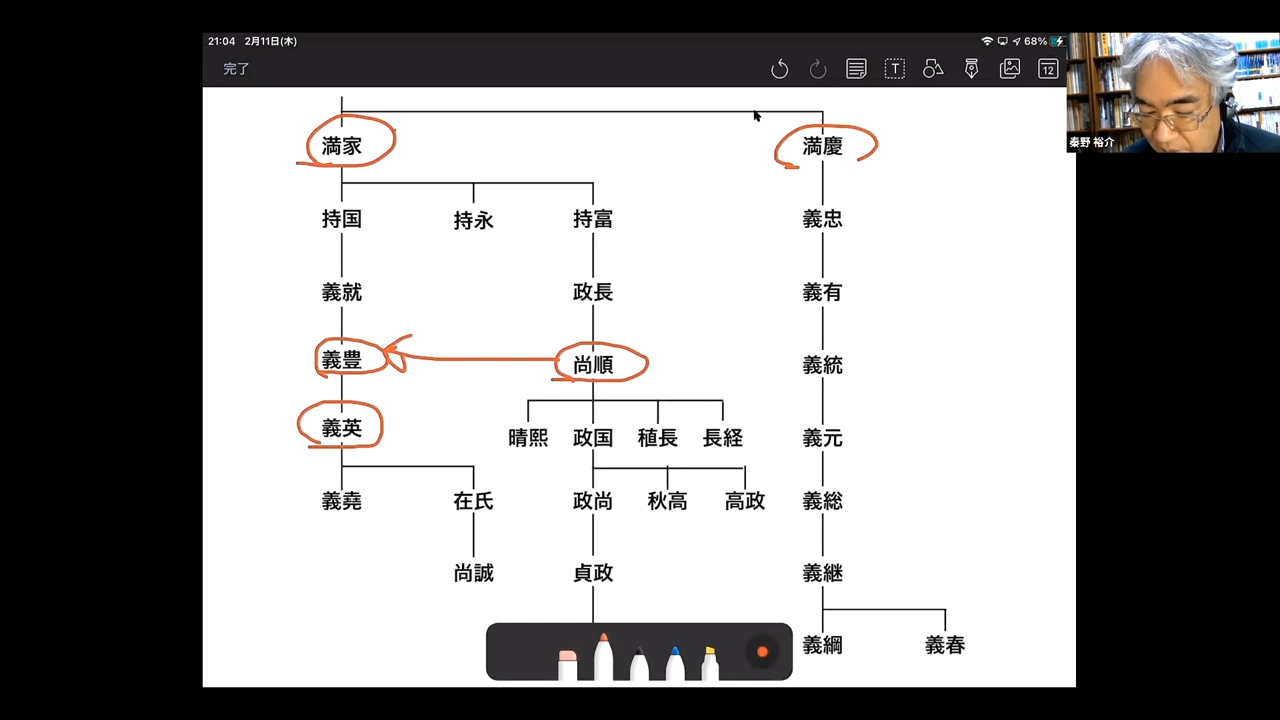 21:04 2月11日(木)
68%
完了
T
12
秦野 裕介
満家 満慶
持国 持永 持富 義忠
義就 政長 義有
義豊 尚順 義統
義英 晴熙 政国 稙長 長経 義元
義堯 在氏 政尚 秋高 高政 義総
尚誠 貞政 義継
義綱 義春